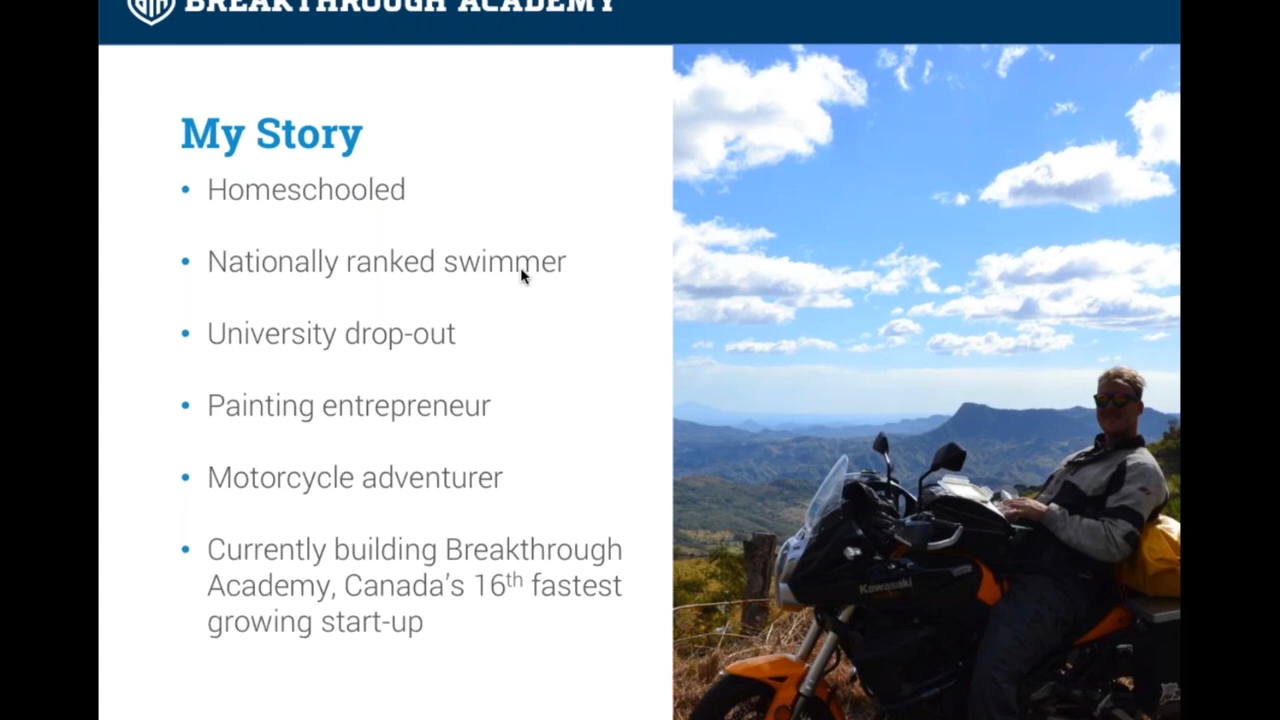 BREAKTHROUGH ACADEMY
My Story
• Homeschooled
• Nationally ranked swimmer
• University drop-out
• Painting entrepreneur
• Motorcycle adventurer
• Currently building Breakthrough
Academy, Canada's 16th fastest
growing start-up
Kawasaki